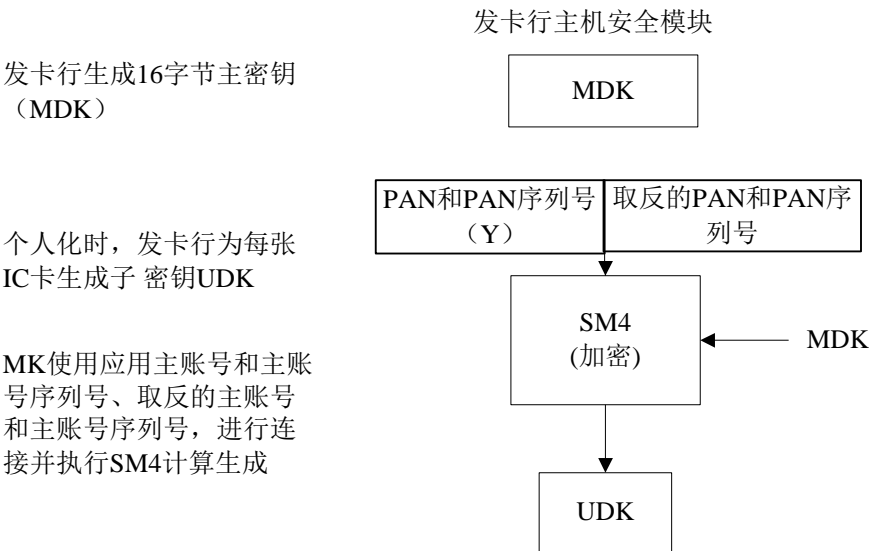 发卡行主机安全模块
发卡行生成16字节主密钥
（MDK）
MDK
PAN和PAN序列号
（Y）
取反的PAN和PAN序
列号
个人化时，发卡行为每张
IC卡生成子 密钥UDK
SM4
(加密)
MDK
MK使用应用主账号和主账
号序列号、取反的主账号
和主账号序列号，进行连
接并执行SM4计算生成
UDK